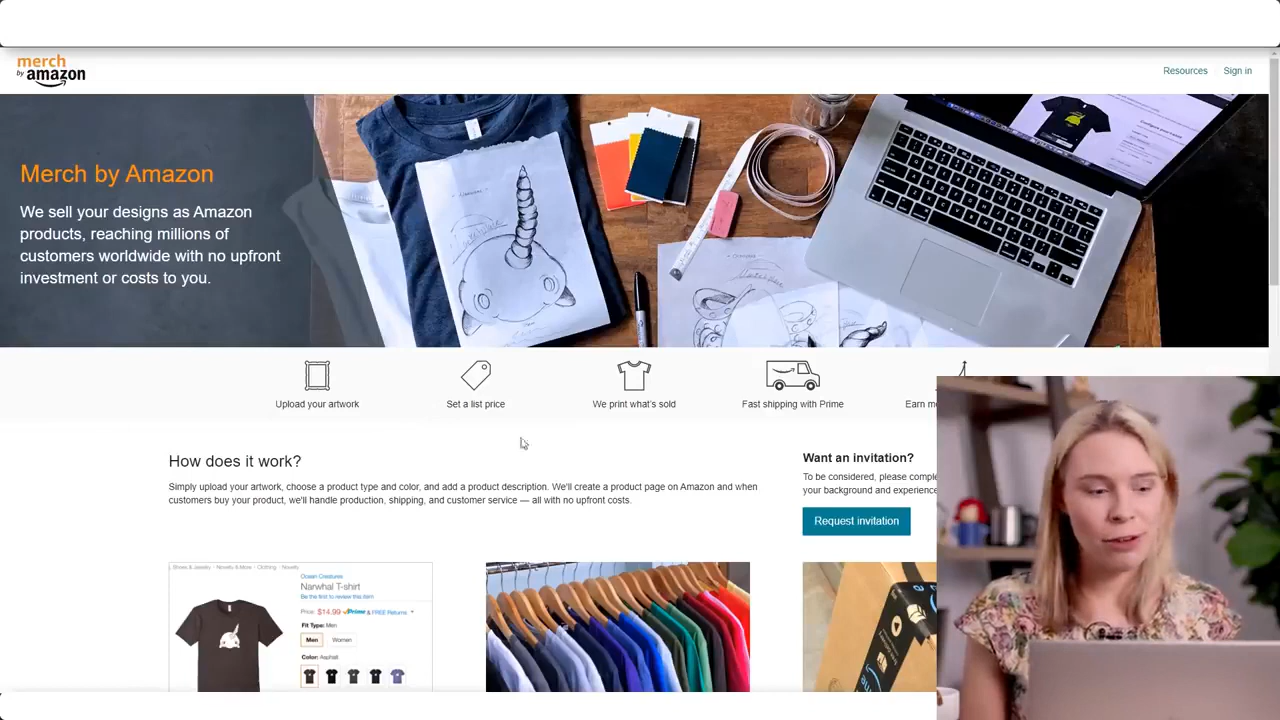 merch
by amazon
Resources
Sign in
Merch by Amazon
We sell your designs as Amazon
products, reaching millions of
customers worldwide with no upfront
investment or costs to you.
Upload your artwork
Set a list price
We print what's sold
Fast shipping with Prime
Earn
How does it work?
Simply upload your artwork, choose a product type and color, and add a product description. We'll create a product page on Amazon and when
customers buy your product, we'll handle production, shipping, and customer service — all with no upfront costs.
Want an invitation?
To be considered, please
your background and experience
Request invitation
Novelty & More · Clothing · Novelty
Ocean Creatures
Narwhal T-shirt
Be the first to review this item
Price: $14.99 Prime & FREE Returns
Fit Type: Men
Men
Women
Color: Asphalt